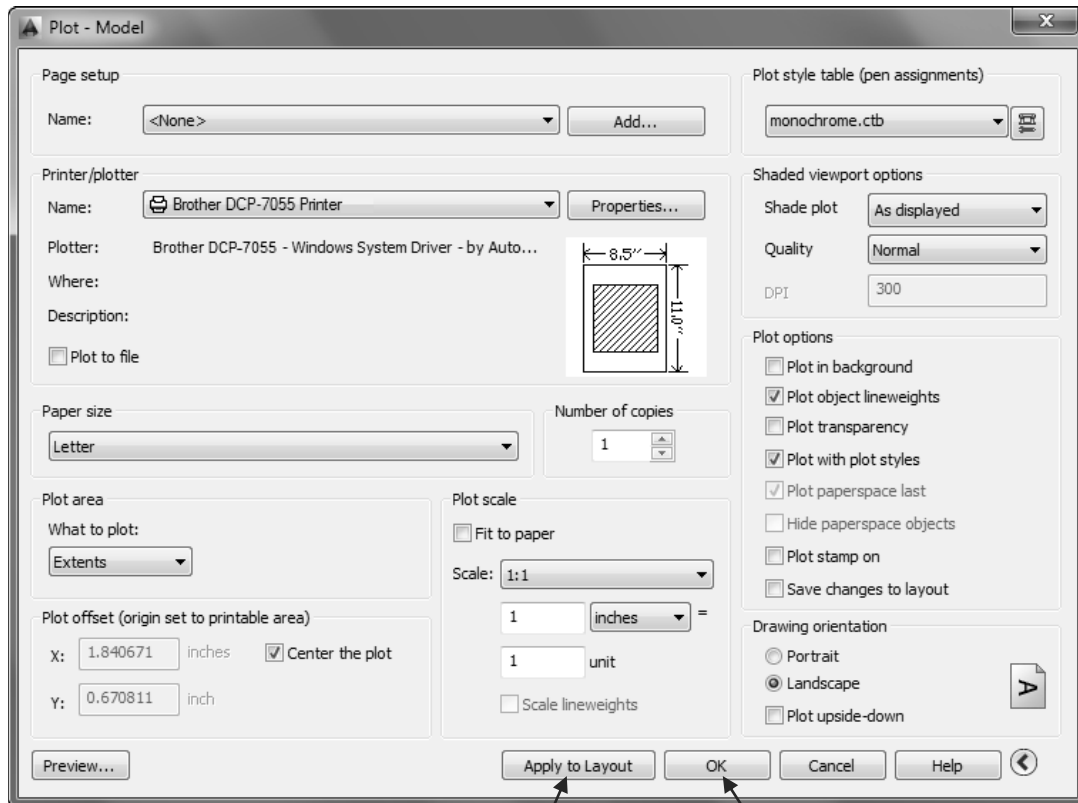 Plot - Model
Page setup
Name: <None> Add...
Printer/plotter
Name: Brother DCP-7055 Printer Properties...
Plotter: Brother DCP-7055 - Windows System Driver - by Auto...
Where:
Description:
Plot to file
8.5"
11.0"
Paper size
Letter
Number of copies
1
Plot area
What to plot:
Extents
Plot offset (origin set to printable area)
X: 1.840671 inches Center the plot
Y: 0.670811 inch
Plot scale
Fit to paper
Scale: 1:1
1 inches =
1 unit
Scale lineweights
Plot style table (pen assignments)
monochrome.ctb
Shaded viewport options
Shade plot As displayed
Quality Normal
DPI 300
Plot options
Plot in background
Plot object lineweights
Plot transparency
Plot with plot styles
Plot paperspace last
Hide paperspace objects
Plot stamp on
Save changes to layout
Drawing orientation
Portrait
Landscape
Plot upside-down
A
Preview... Apply to Layout OK Cancel Help